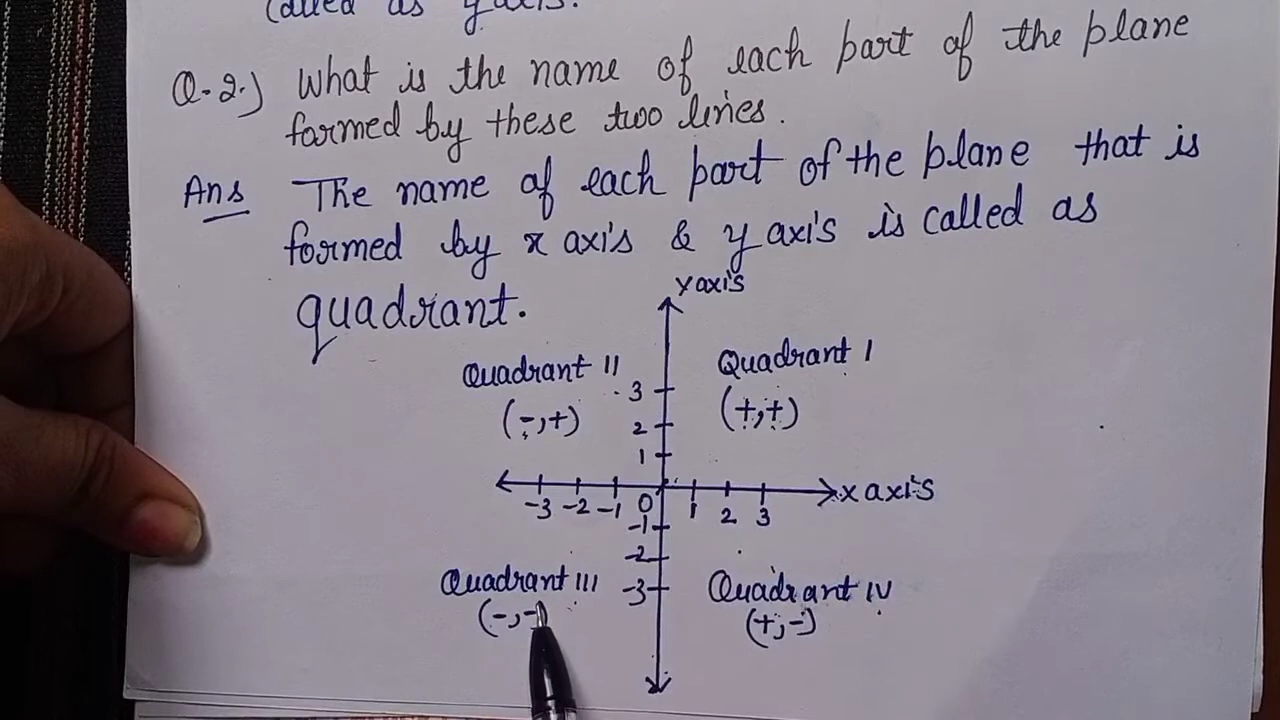 Called as y axis.
Q-2.) What is the name of each part of the plane
formed by these two lines.
Ans The name of each part of the plane that is
formed by x axis & y axis is called as
quadrant.
Y axis
Quadrant II Quadrant I
3
(-,+) (+,+)
2
1
x axis
-3 -2 -1 0 1 2 3
-1
-2
Quadrant III -3 Quadrant IV
(-,-) (+,-)